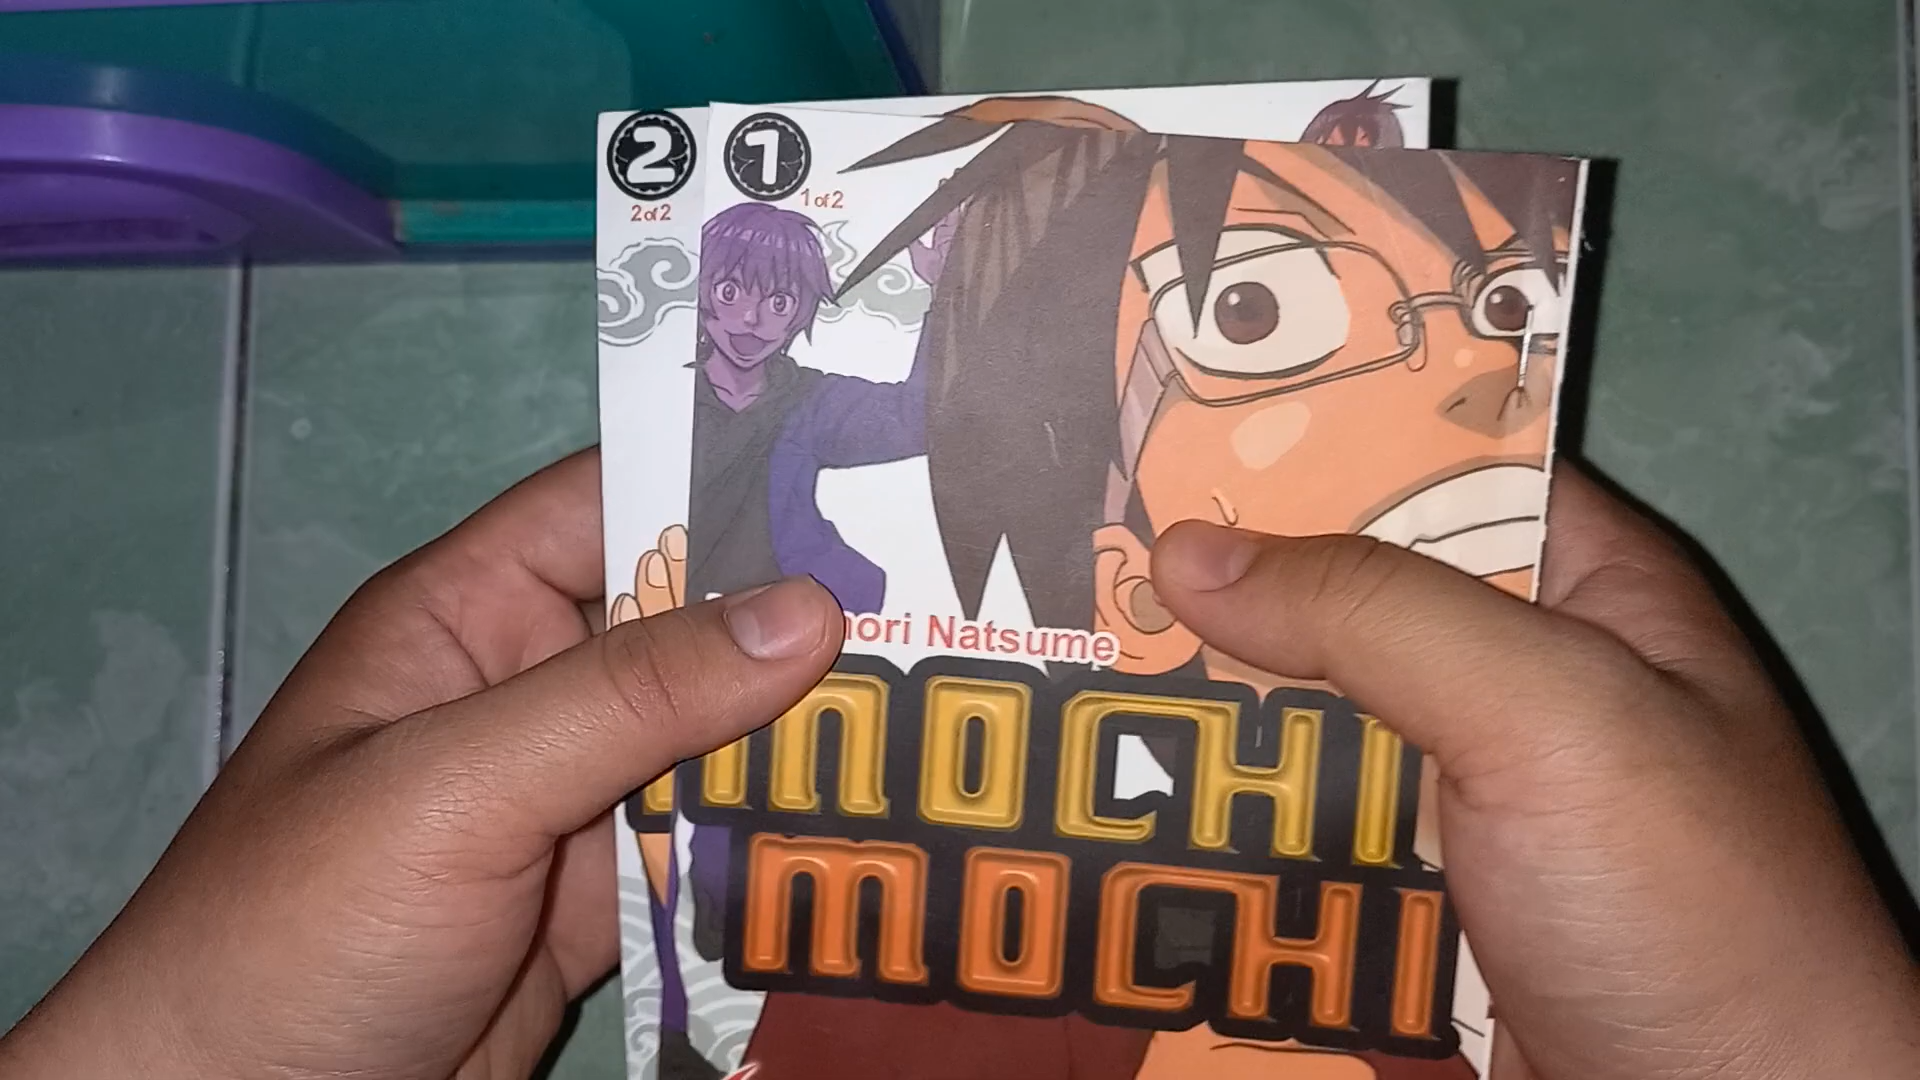 2
2 of 2
1
1 of 2
Natsume
MOCHI
MOCHI